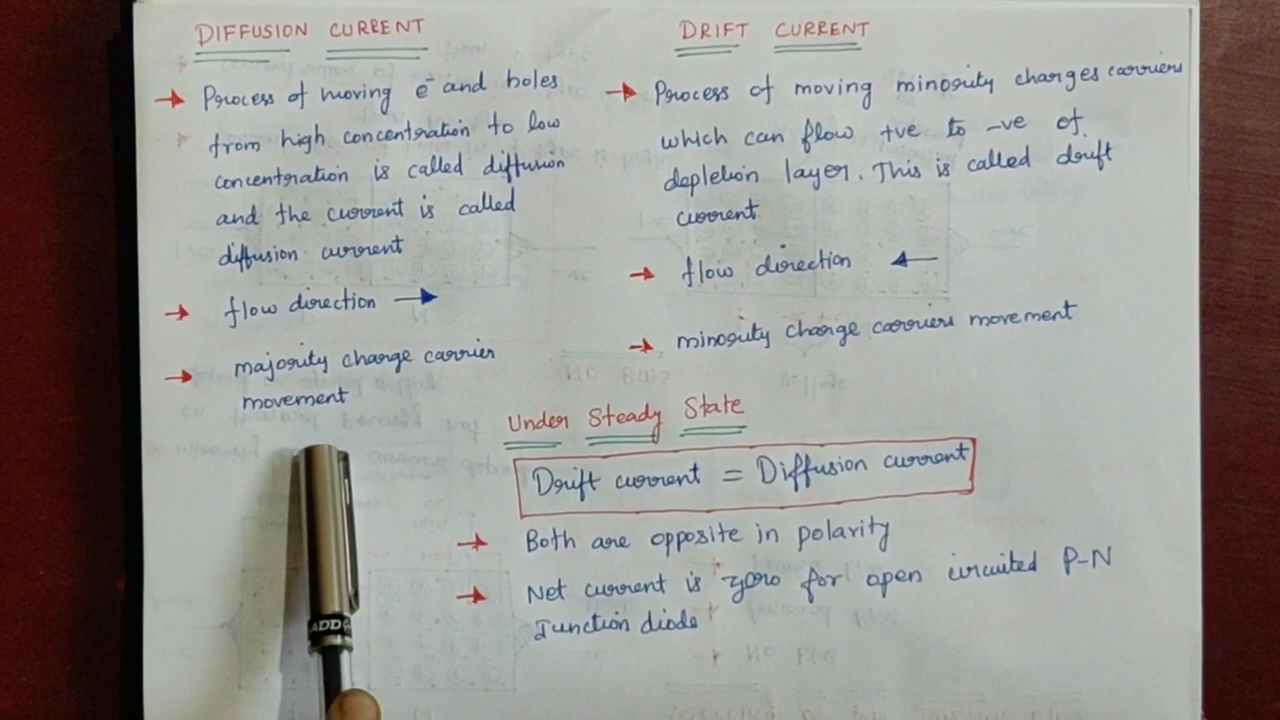 DIFFUSION CURRENT
→ Process of moving e⁻ and holes
from high concentration to low
concentration is called diffusion
and the current is called
diffusion current
→ flow direction →
→ majority charge carrier
movement
DRIFT CURRENT
→ Process of moving minority charges carriers
which can flow +ve to -ve of
depletion layer. This is called drift
current
→ flow direction ←
→ minority charge carriers movement
Under Steady State
Drift current = Diffusion current
→ Both are opposite in polarity
→ Net current is zero for open circuited P-N
Junction diode
ADD